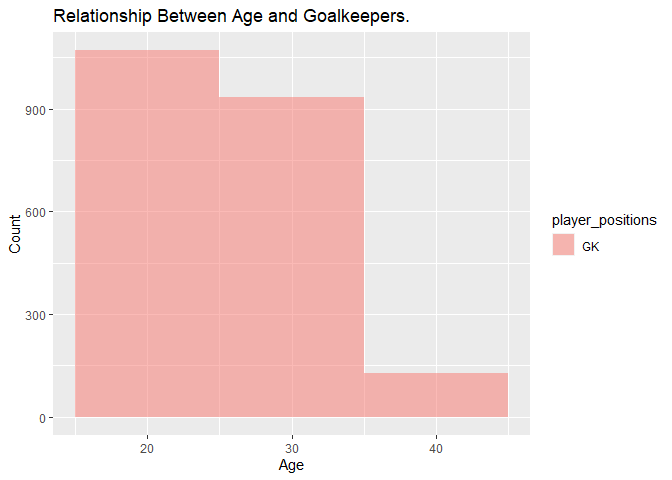 Relationship Between Age and Goalkeepers.
900
600
300
0
Count
20
30
40
Age
player_positions
GK